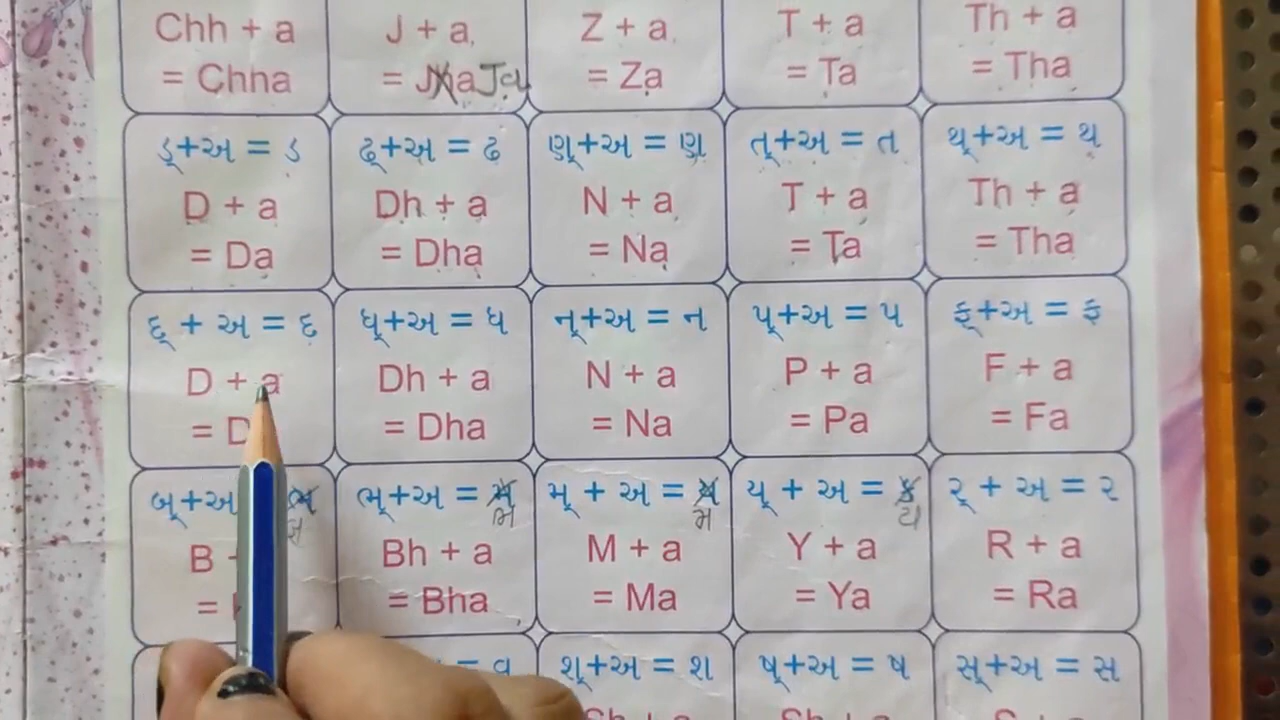 Chh + a J + a Z + a T + a Th + a
= Chha = Jha Ja = Za = Ta = Tha
ડ્+અ = ડ ઢ્+અ = ઢ ણ્+અ = ણ ત્+અ = ત થ્+અ = થ
D + a Dh + a N + a T + a Th + a
= Da = Dha = Na = Ta = Tha
દ્ + અ = દ ધ્+અ = ધ ન્+અ = ન પ્+અ = પ ફ્+અ = ફ
D + a Dh + a N + a P + a F + a
= D = Dha = Na = Pa = Fa
બ્+અ ભ્+અ = ભ મ્ + અ = મ ય્ + અ = ય ર્ + અ = ર
B Bh + a M + a Y + a R + a
= = Bha = Ma = Ya = Ra
= વ શ્+અ = શ ષ્+અ = ષ સ્+અ = સ